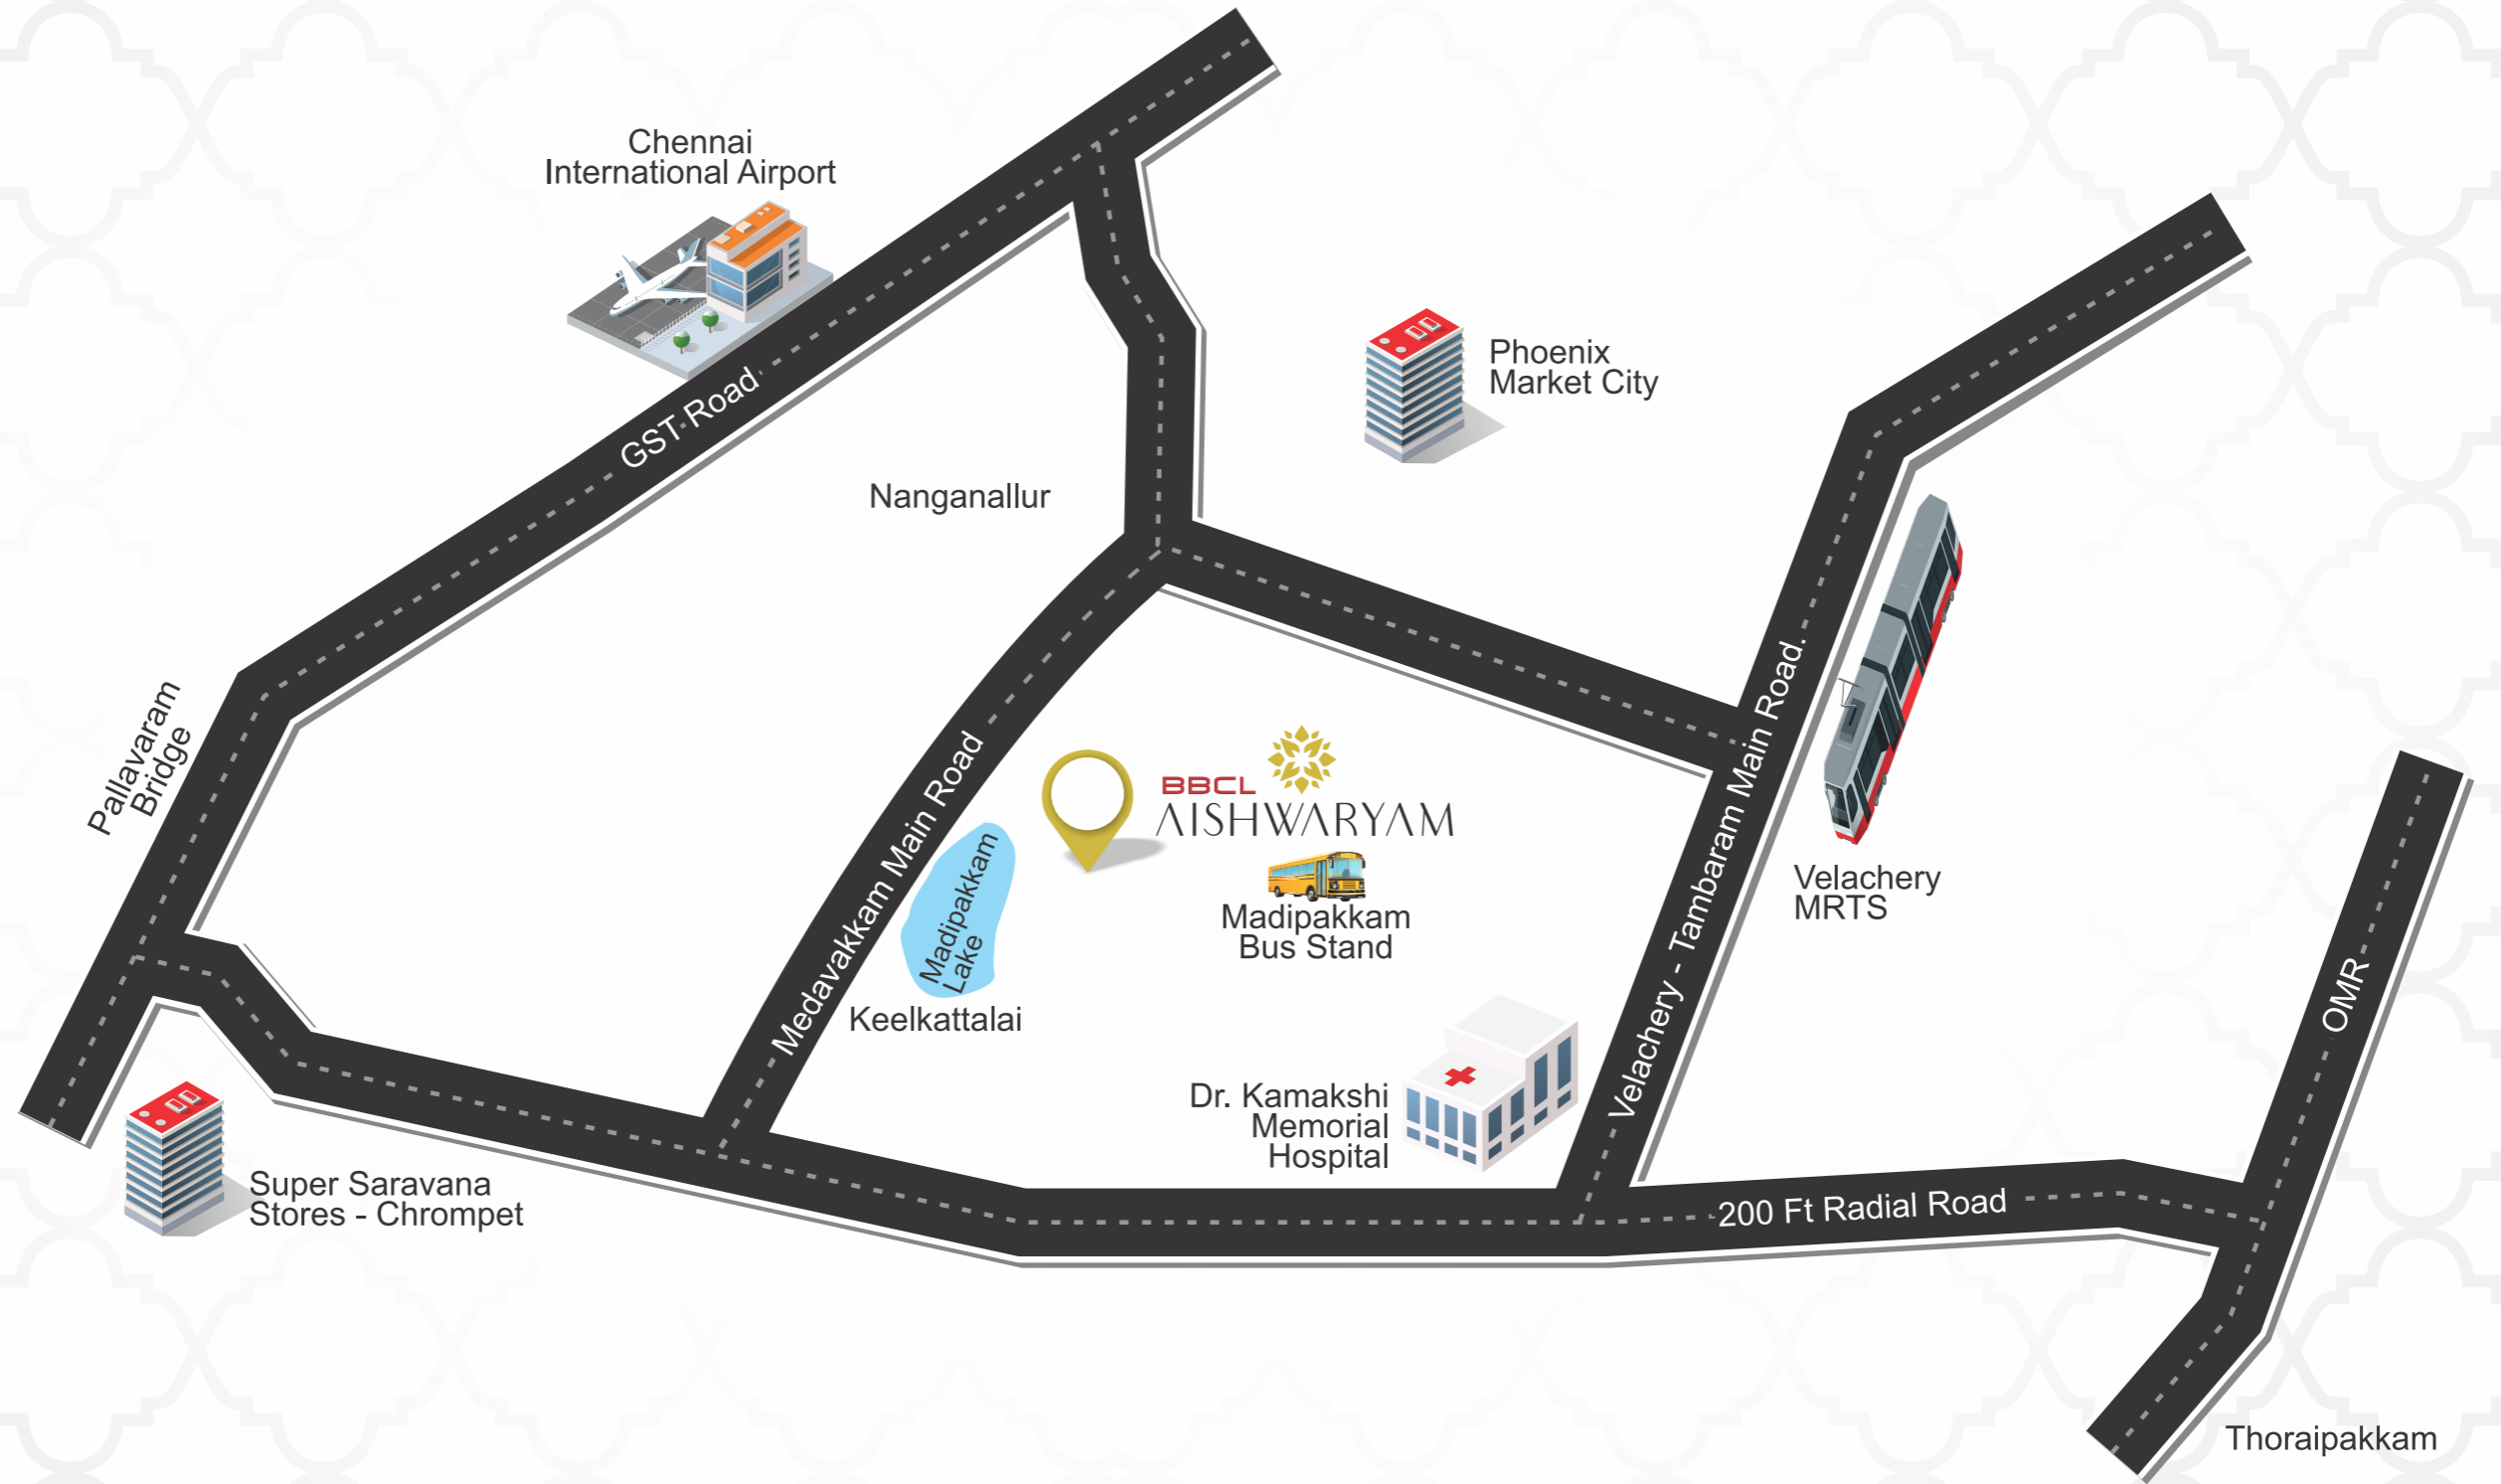 Chennai
International Airport
GST Road
Phoenix
Market City
Nanganallur
Pallavaram
Bridge
Medavakkam Main Road
BBCL
AISHWARYAM
Madipakkam
Lake
Madipakkam
Bus Stand
Velachery - Tambaram Main Road.
Velachery
MRTS
OMR
Keelkattalai
Dr. Kamakshi
Memorial
Hospital
Super Saravana
Stores - Chrompet
200 Ft Radial Road
Thoraipakkam